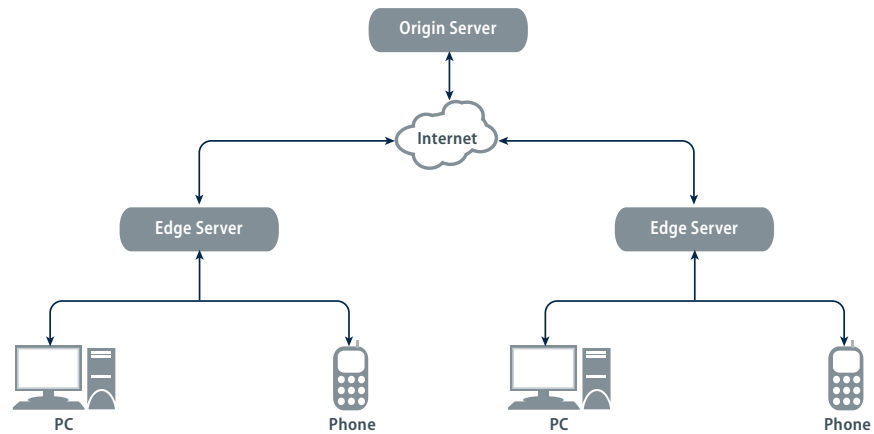 Origin Server
Internet
Edge Server
Edge Server
PC
Phone
PC
Phone